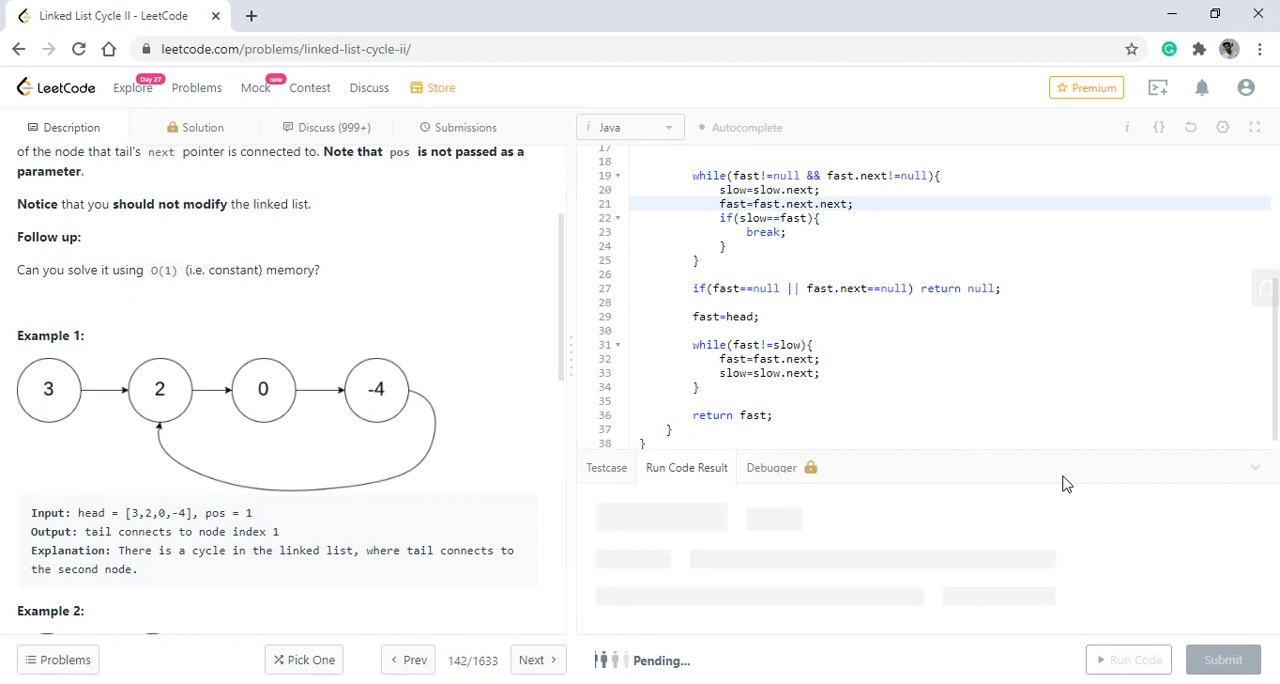 Linked List Cycle II - LeetCode
leetcode.com/problems/linked-list-cycle-ii/
LeetCode
Explore
Day 27
Problems
Mock
new
Contest
Discuss
Store
Premium
Description
Solution
Discuss (999+)
Submissions
i Java
Autocomplete
i {}
of the node that tail's next pointer is connected to. Note that pos is not passed as a
parameter.
Notice that you should not modify the linked list.
Follow up:
Can you solve it using O(1) (i.e. constant) memory?
Example 1:
3 2 0 -4
Input: head = [3,2,0,-4], pos = 1
Output: tail connects to node index 1
Explanation: There is a cycle in the linked list, where tail connects to
the second node.
Example 2:
17
18
19 while(fast!=null && fast.next!=null){
20 slow=slow.next;
21 fast=fast.next.next;
22 if(slow==fast){
23 break;
24 }
25 }
26
27 if(fast==null || fast.next==null) return null;
28
29 fast=head;
30
31 while(fast!=slow){
32 fast=fast.next;
33 slow=slow.next;
34 }
35
36 return fast;
37 }
38 }
Testcase
Run Code Result
Debugger
Problems
Pick One
Prev
142/1633
Next
Pending...
Run Code
Submit